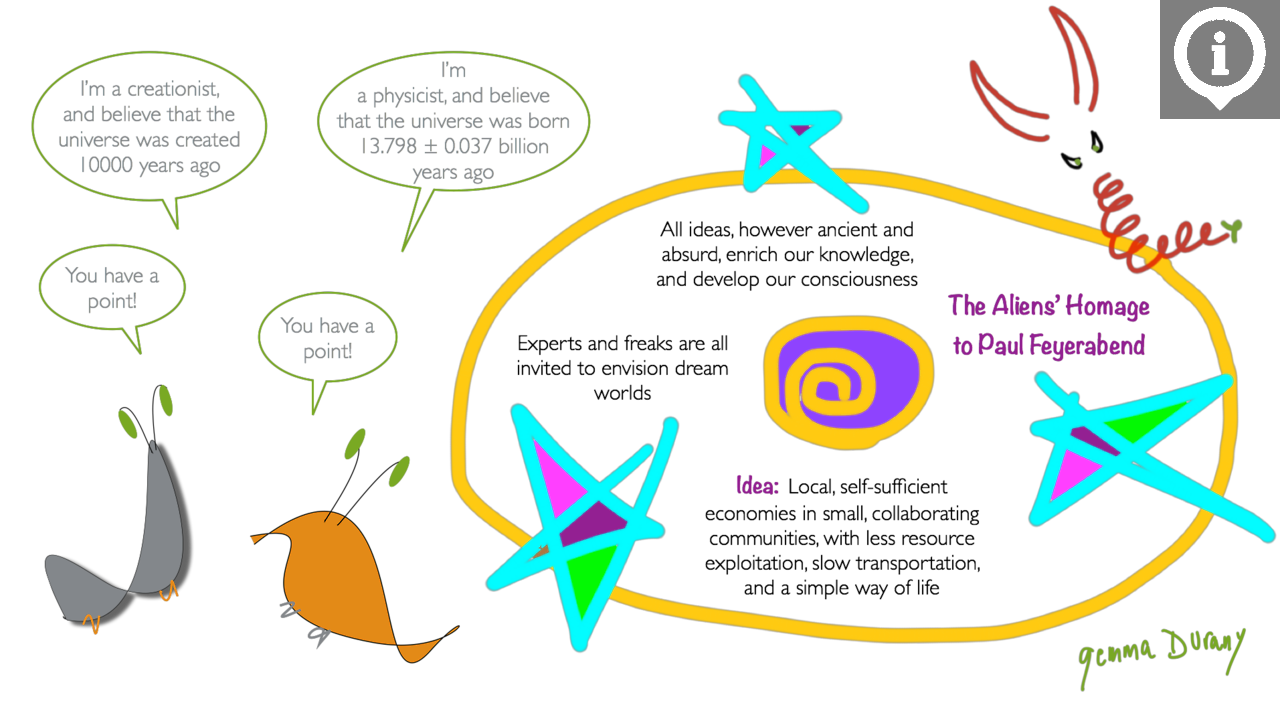 I'm a creationist,
and believe that the
universe was created
10000 years ago
I'm
a physicist, and believe
that the universe was born
13.798 ± 0.037 billion
years ago
You have a
point!
You have a
point!
All ideas, however ancient and
absurd, enrich our knowledge,
and develop our consciousness
The Aliens' Homage
to Paul Feyerabend
Experts and freaks are all
invited to envision dream
worlds
Idea: Local, self-sufficient
economies in small, collaborating
communities, with less resource
exploitation, slow transportation,
and a simple way of life
gemma Durany
i